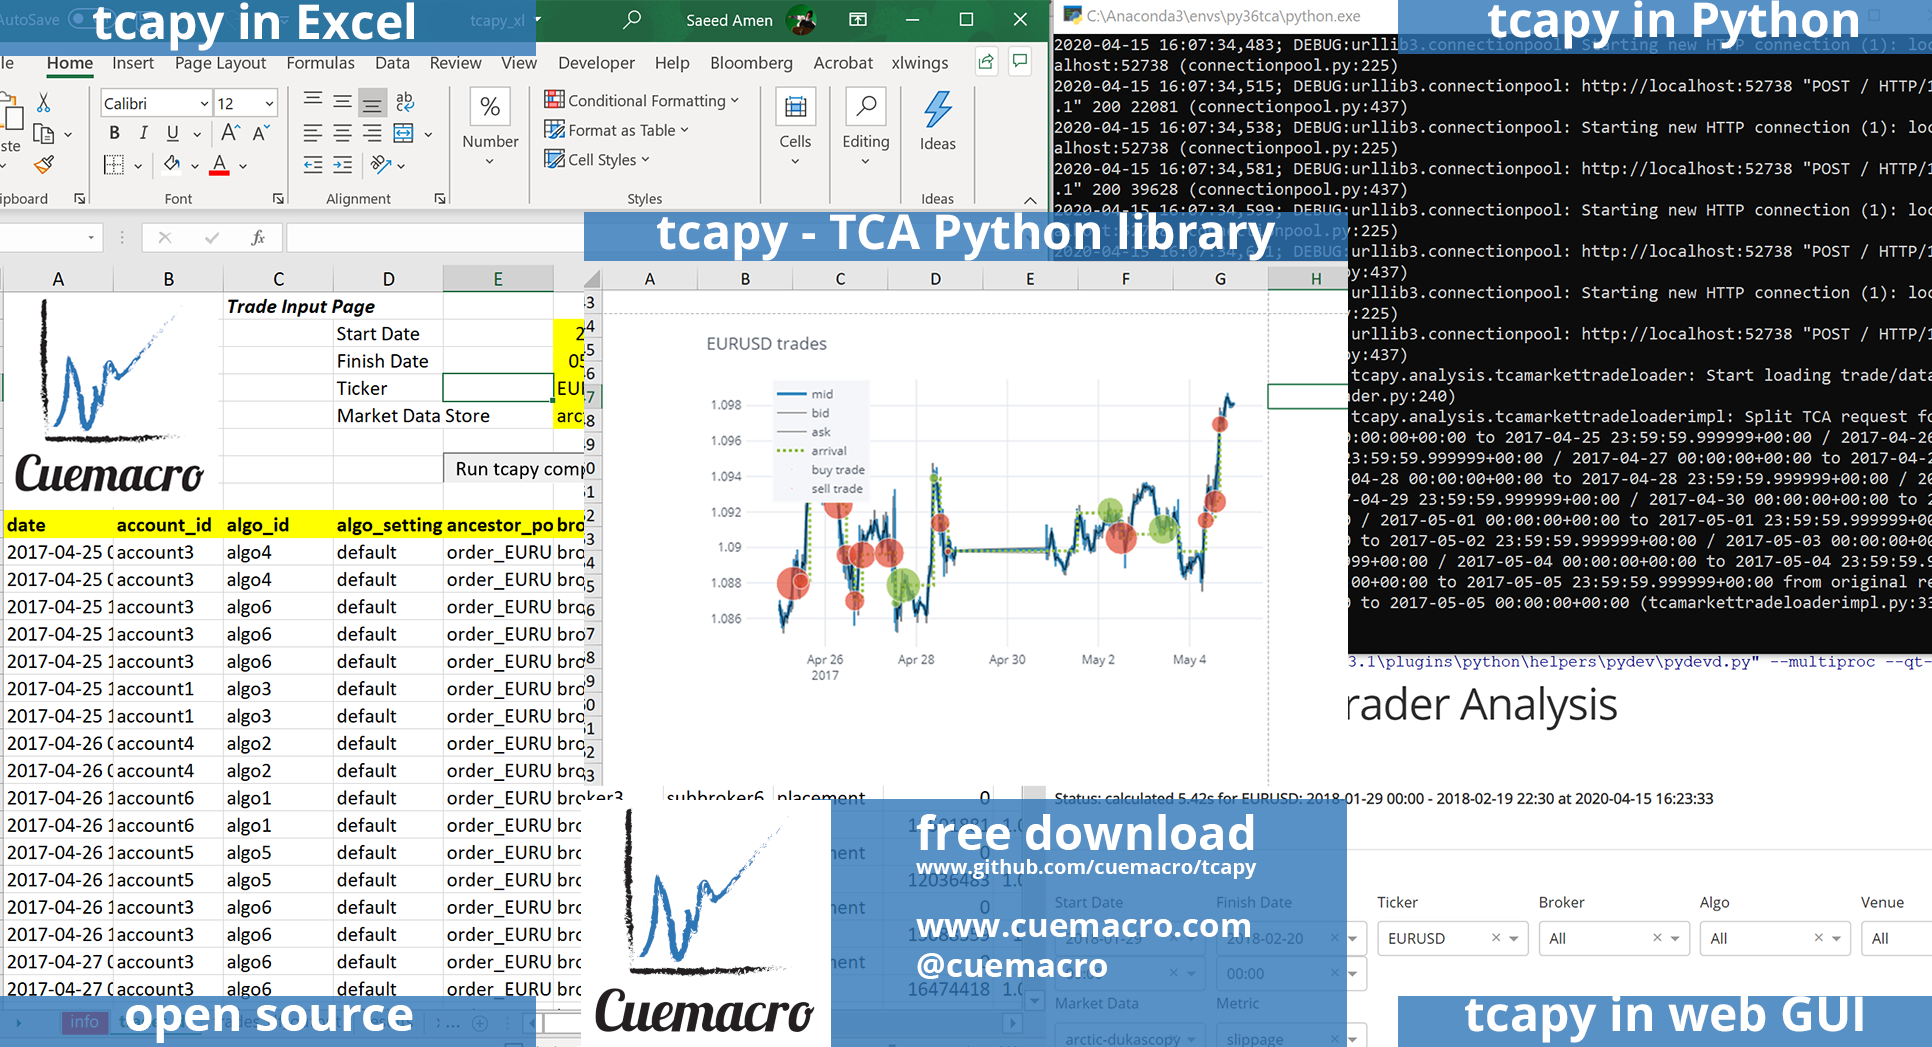 AutoSave
tcapy in Excel
tcapy_xl
Saeed Amen
Home Insert Page Layout Formulas Data Review View Developer Help Bloomberg Acrobat xlwings
Calibri 12
B I U A A
ab
%
Number
Conditional Formatting
Format as Table
Cell Styles
Cells
Editing
Ideas
Font Alignment Styles Ideas
fx
A B C D E
Trade Input Page
Start Date
Finish Date
Ticker
Market Data Store
Run tcapy comp
Cuemacro
date account_id algo_id algo_setting ancestor_po bro
2017-04-25 account3 algo4 default order_EURU bro
2017-04-25 account3 algo4 default order_EURU bro
2017-04-25 1 account3 algo6 default order_EURU bro
2017-04-25 1 account3 algo6 default order_EURU bro
2017-04-25 1 account3 algo6 default order_EURU bro
2017-04-25 1 account1 algo3 default order_EURU bro
2017-04-25 1 account1 algo3 default order_EURU bro
2017-04-26 0 account4 algo2 default order_EURU bro
2017-04-26 0 account4 algo2 default order_EURU bro
2017-04-26 0 account6 algo1 default order_EURU broker3 subbroker6 placement 0
2017-04-26 1 account6 algo1 default order_EURU bro
2017-04-26 1 account5 algo5 default order_EURU bro
2017-04-26 1 account5 algo5 default order_EURU bro
2017-04-26 1 account3 algo6 default order_EURU bro
2017-04-26 1 account3 algo6 default order_EURU bro
2017-04-27 0 account3 algo6 default order_EURU bro
2017-04-27 0 account3 algo6 default order_EURU bro
info
open source
tcapy - TCA Python library
A B C D E F G H
EURUSD trades
mid
bid
ask
arrival
buy trade
sell trade
1.098
1.096
1.094
1.092
1.09
1.088
1.086
Apr 26 Apr 28 Apr 30 May 2 May 4
2017
C:\Anaconda3\envs\py36tca\python.exe
tcapy in Python
2020-04-15 16:07:34,483; DEBUG:urllib3.connectionpool: Starting new HTTP connection (1): loc
alhost:52738 (connectionpool.py:225)
2020-04-15 16:07:34,515; DEBUG:urllib3.connectionpool: http://localhost:52738 "POST / HTTP/1
.1" 200 22081 (connectionpool.py:437)
2020-04-15 16:07:34,538; DEBUG:urllib3.connectionpool: Starting new HTTP connection (1): loc
alhost:52738 (connectionpool.py:225)
2020-04-15 16:07:34,581; DEBUG:urllib3.connectionpool: http://localhost:52738 "POST / HTTP/1
.1" 200 39628 (connectionpool.py:437)
2020-04-15 16:07:34,599; DEBUG:urllib3.connectionpool: Starting new HTTP connection (1): loc
:225)
urllib3.connectionpool: http://localhost:52738 "POST / HTTP/1
y:437)
urllib3.connectionpool: Starting new HTTP connection (1): loc
:225)
urllib3.connectionpool: http://localhost:52738 "POST / HTTP/1
y:437)
tcapy.analysis.tcamarkettradeloader: Start loading trade/data
der.py:240)
tcapy.analysis.tcamarkettradeloaderimpl: Split TCA request fo
:00:00+00:00 to 2017-04-25 23:59:59.999999+00:00 / 2017-04-26
23:59:59.999999+00:00 / 2017-04-27 00:00:00+00:00 to 2017-04-2
04-28 00:00:00+00:00 to 2017-04-28 23:59:59.999999+00:00 / 20
-04-29 23:59:59.999999+00:00 / 2017-04-30 00:00:00+00:00 to
/ 2017-05-01 00:00:00+00:00 to 2017-05-01 23:59:59.999999+00
to 2017-05-02 23:59:59.999999+00:00 / 2017-05-03 00:00:00+00
999+00:00 / 2017-05-04 00:00:00+00:00 to 2017-05-04 23:59:59.9
00+00:00 to 2017-05-05 23:59:59.999999+00:00 from original re
to 2017-05-05 00:00:00+00:00 (tcamarkettradeloaderimpl.py:33
3.1\plugins\python\helpers\pydev\pydevd.py" --multiproc --qt-
rader Analysis
Status: calculated 5.42s for EURUSD: 2018-01-29 00:00 - 2018-02-19 22:30 at 2020-04-15 16:23:33
free download
www.github.com/cuemacro/tcapy
www.cuemacro.com
@cuemacro
Cuemacro
12036483
16474418
Start Date Finish Date Ticker Broker Algo Venue
2018-01-29 2018-02-20 EURUSD All All All
00:00
Market Data Metric
arctic-dukascopy slippage
tcapy in web GUI